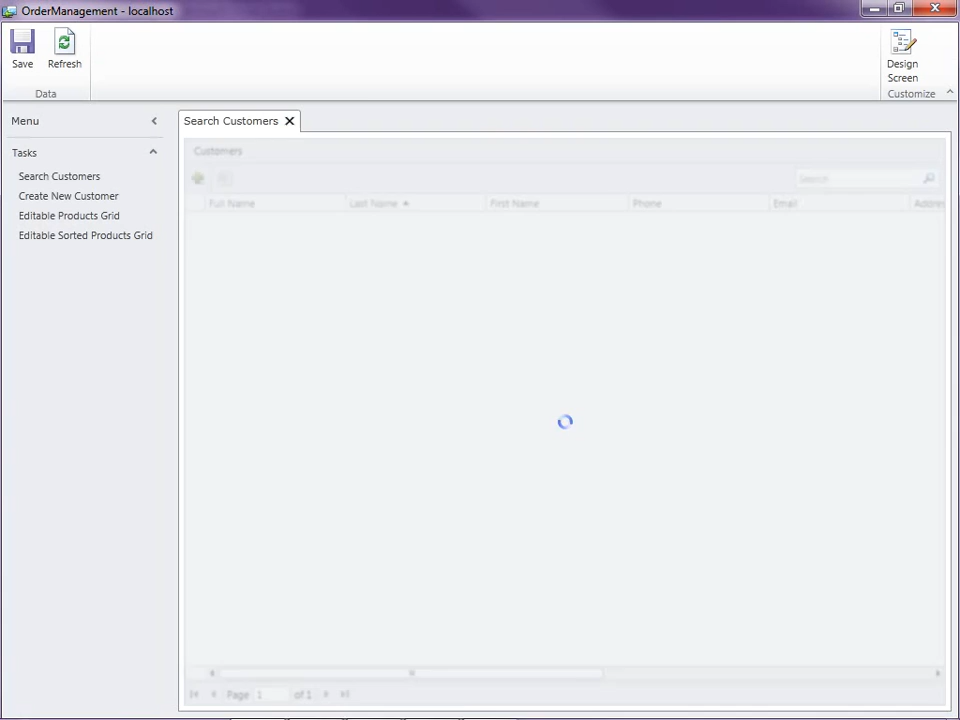 OrderManagement - localhost
Save
Refresh
Data
Design
Screen
Customize
Menu
Tasks
Search Customers
Create New Customer
Editable Products Grid
Editable Sorted Products Grid
Search Customers
Customers
Search
Full Name
Last Name
First Name
Phone
Email
Addres
Page 1 of 1